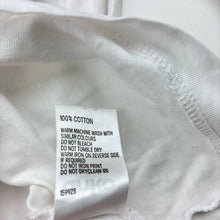 100% COTTON
WARM MACHINE WASH WITH
SIMILAR COLOURS
DO NOT BLEACH
DO NOT TUMBLE DRY
WARM IRON ON REVERSE SIDE
IF REQUIRED
DO NOT IRON PRINT
DO NOT DRYCLEAN
159928